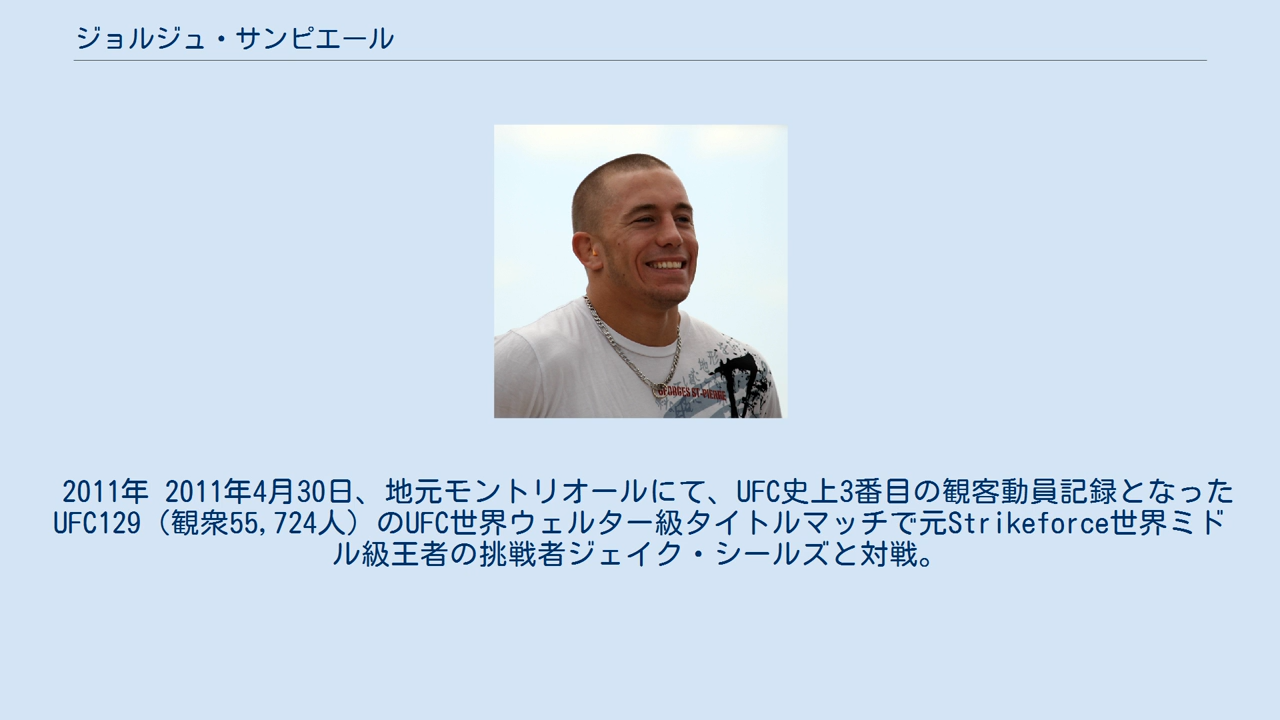 ジョルジュ・サンピエール
GEORGES ST-PIERRE
2011年 2011年4月30日、地元モントリオールにて、UFC史上3番目の観客動員記録となった
UFC129（観衆55,724人）のUFC世界ウェルター級タイトルマッチで元Strikeforce世界ミド
ル級王者の挑戦者ジェイク・シールズと対戦。